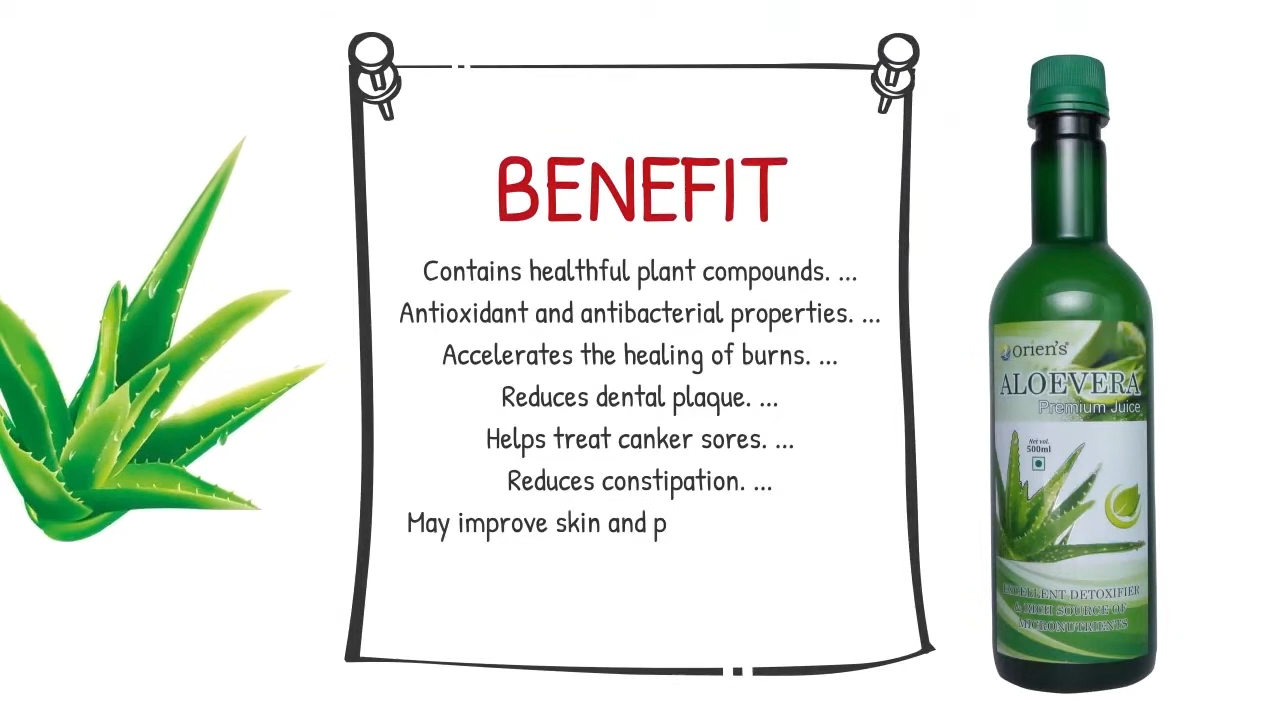 BENEFIT
Contains healthful plant compounds. ...
Antioxidant and antibacterial properties. ...
Accelerates the healing of burns. ...
Reduces dental plaque. ...
Helps treat canker sores. ...
Reduces constipation. ...
May improve skin and p
Orien's
ALOEVERA
Premium Juice
Net vol.
500ml
EXCELLENT DETOXIFIER
& RICH SOURCE OF
MICRONUTRIENTS